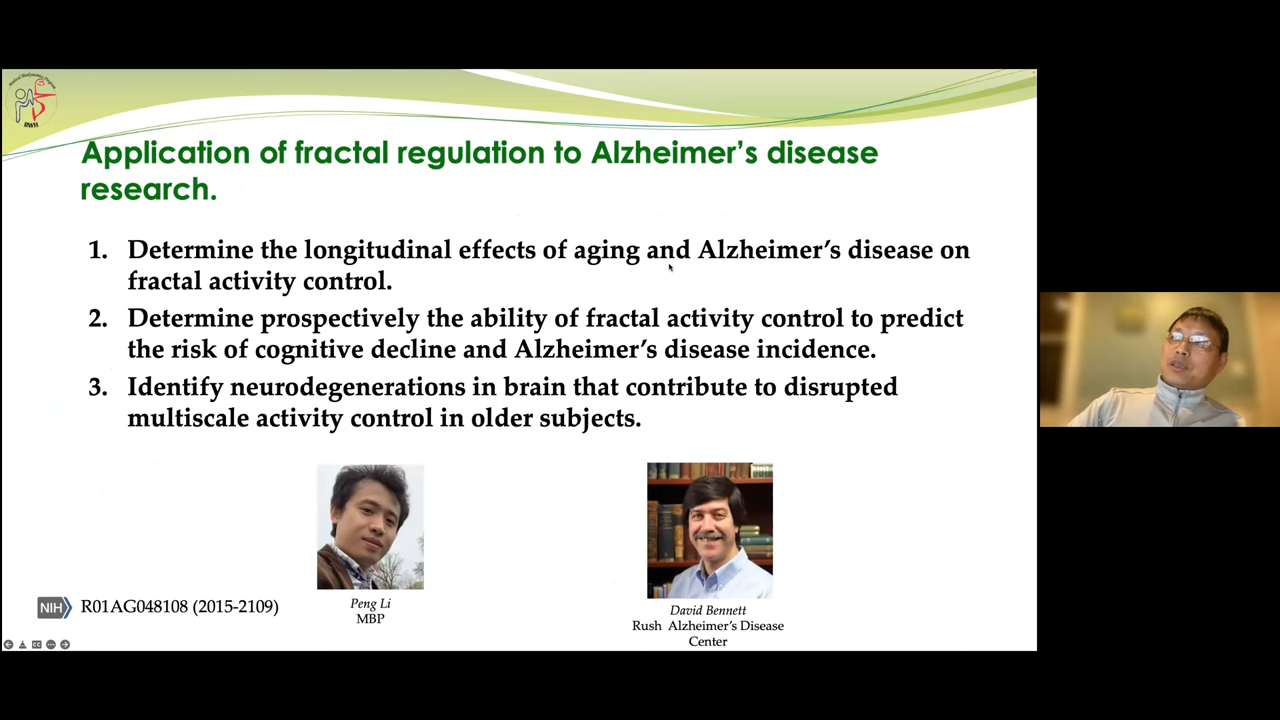 BWH
Application of fractal regulation to Alzheimer's disease
research.
1. Determine the longitudinal effects of aging and Alzheimer's disease on
fractal activity control.
2. Determine prospectively the ability of fractal activity control to predict
the risk of cognitive decline and Alzheimer's disease incidence.
3. Identify neurodegenerations in brain that contribute to disrupted
multiscale activity control in older subjects.
NIH R01AG048108 (2015-2109)
Peng Li
MBP
David Bennett
Rush Alzheimer's Disease
Center